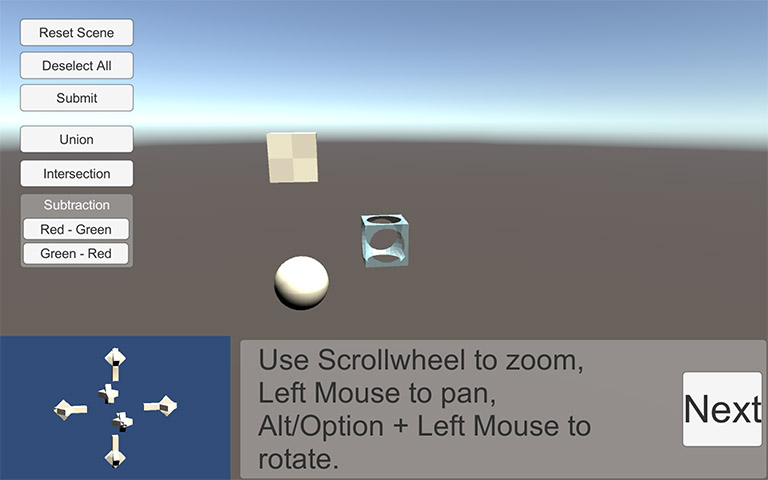 Reset Scene
Deselect All
Submit
Union
Intersection
Subtraction
Red - Green
Green - Red
Use Scrollwheel to zoom,
Left Mouse to pan,
Alt/Option + Left Mouse to
rotate.
Next